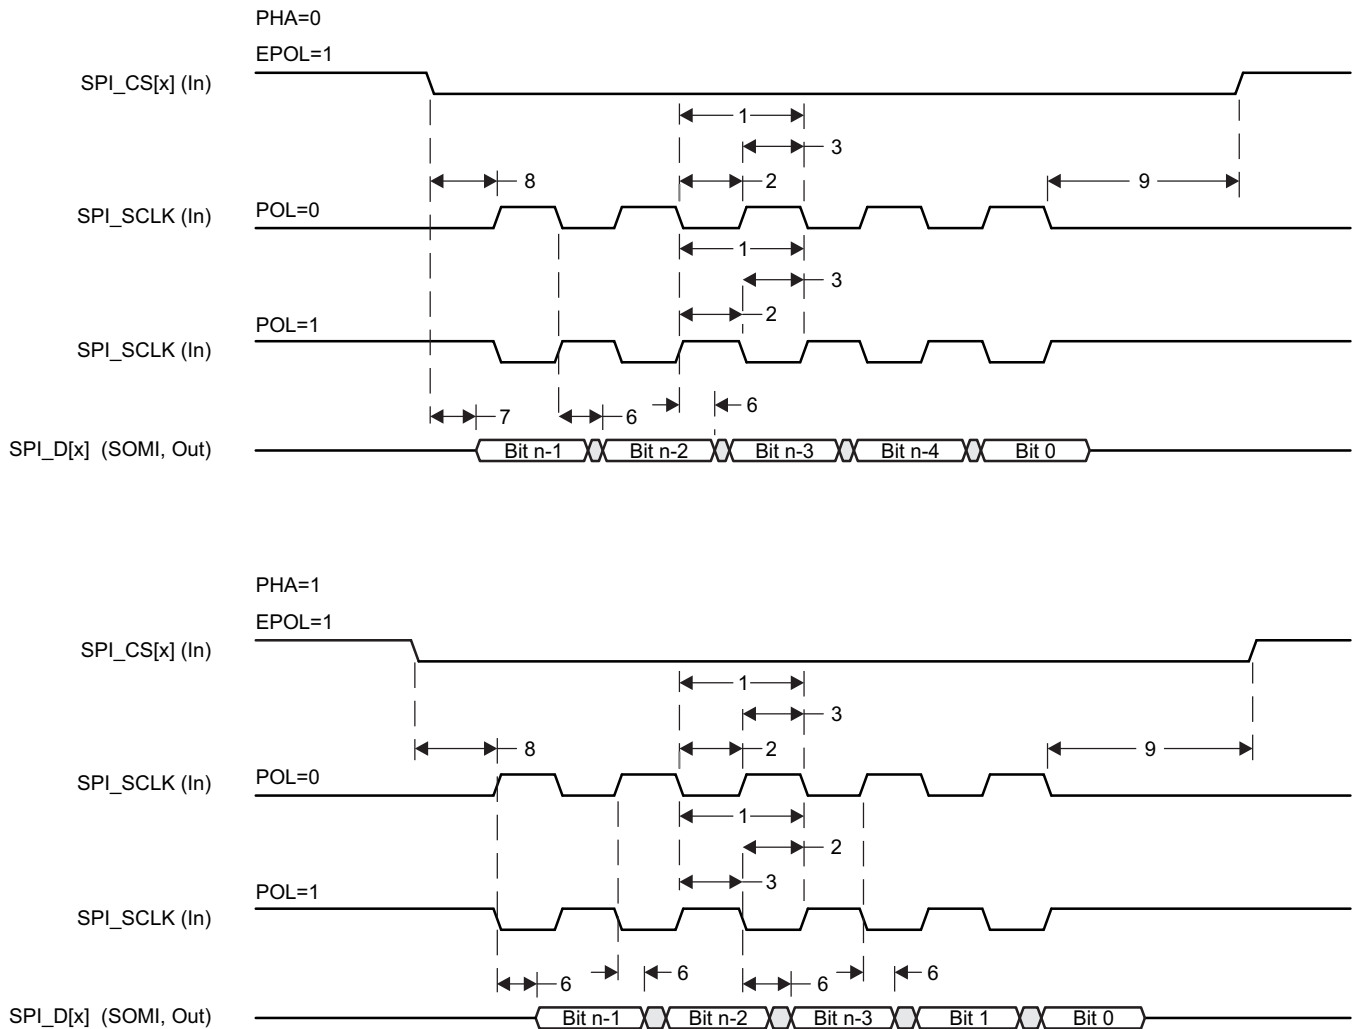 PHA=0
EPOL=1
SPI_CS[x] (In)
1
3
8
2
9
SPI_SCLK (In)
POL=0
1
3
2
POL=1
SPI_SCLK (In)
7
6
6
SPI_D[x] (SOMI, Out)
Bit n-1
Bit n-2
Bit n-3
Bit n-4
Bit 0
PHA=1
EPOL=1
SPI_CS[x] (In)
1
3
8
2
9
SPI_SCLK (In)
POL=0
1
2
3
POL=1
SPI_SCLK (In)
6
6
6
6
SPI_D[x] (SOMI, Out)
Bit n-1
Bit n-2
Bit n-3
Bit 1
Bit 0